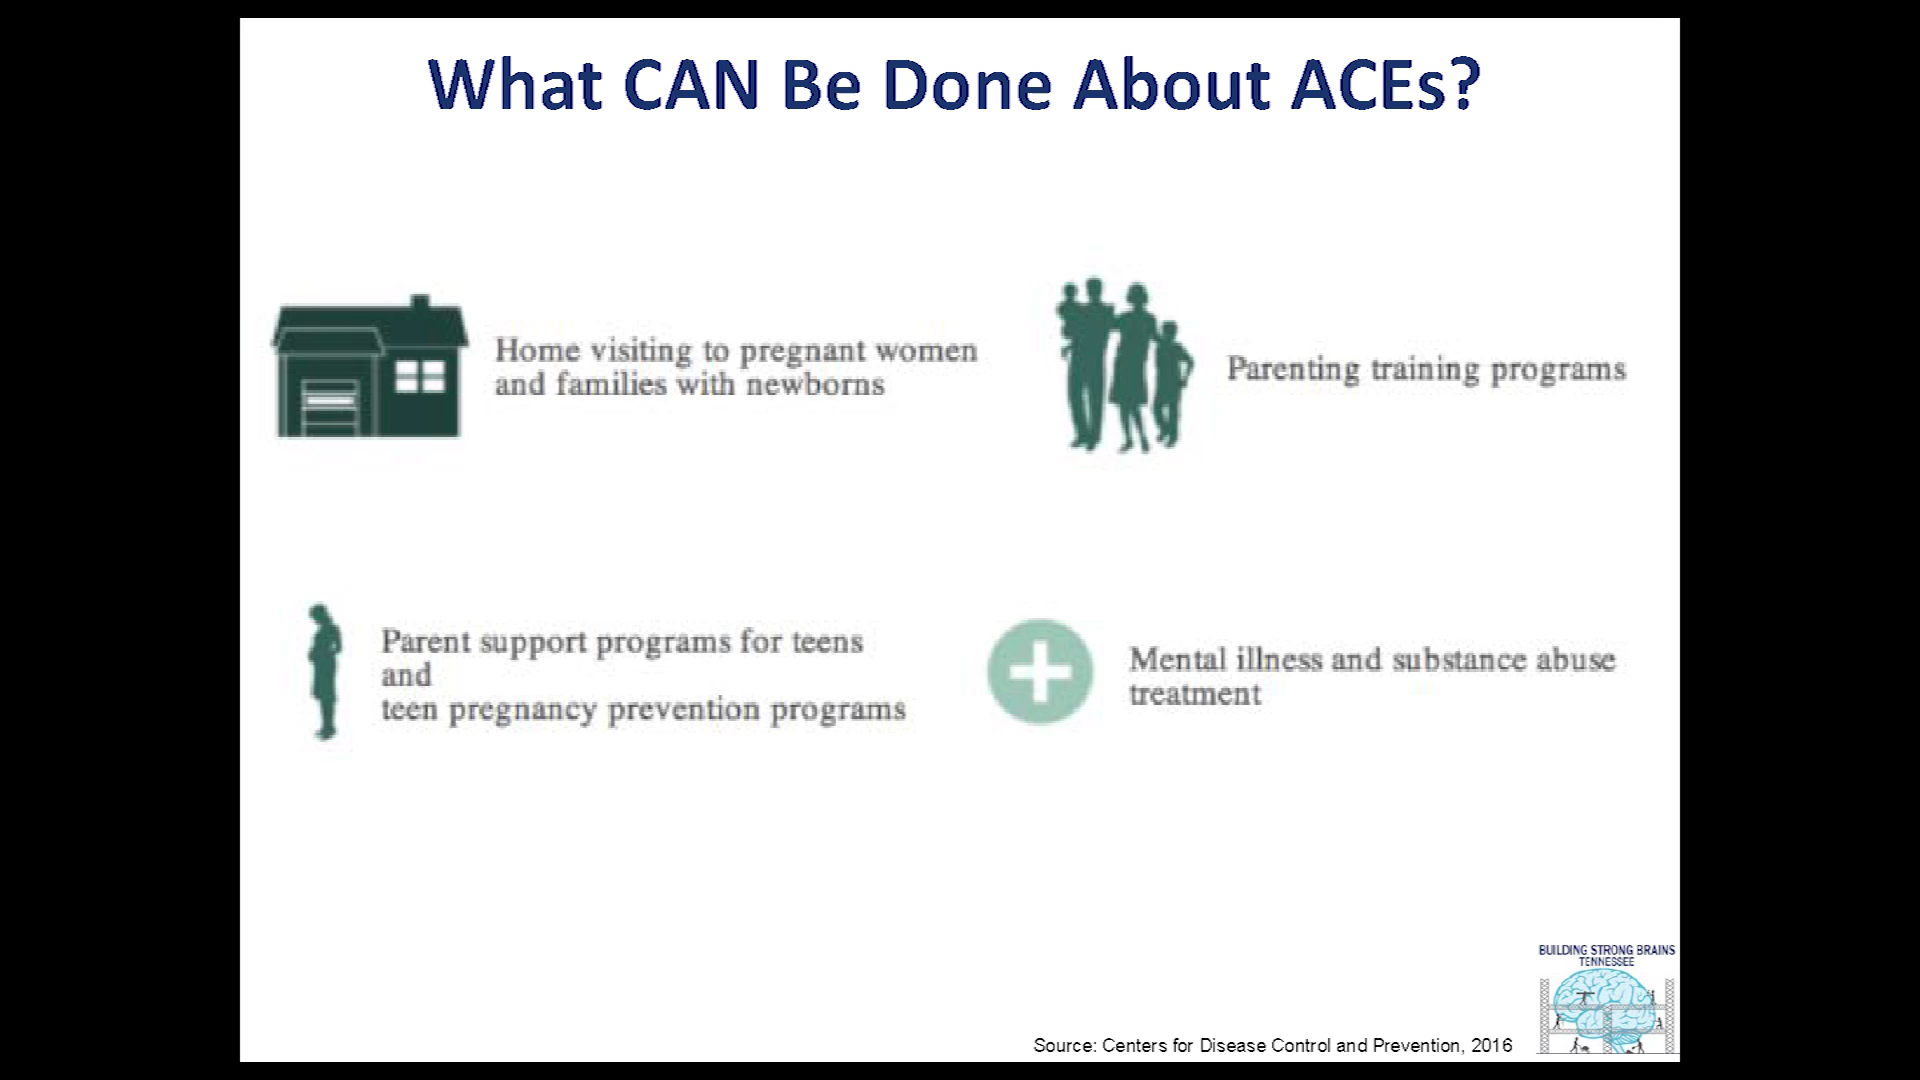 What CAN Be Done About ACEs?
Home visiting to pregnant women
and families with newborns
Parenting training programs
Parent support programs for teens
and
teen pregnancy prevention programs
Mental illness and substance abuse
treatment
BUILDING STRONG BRAINS
TENNESSEE
Source: Centers for Disease Control and Prevention, 2016